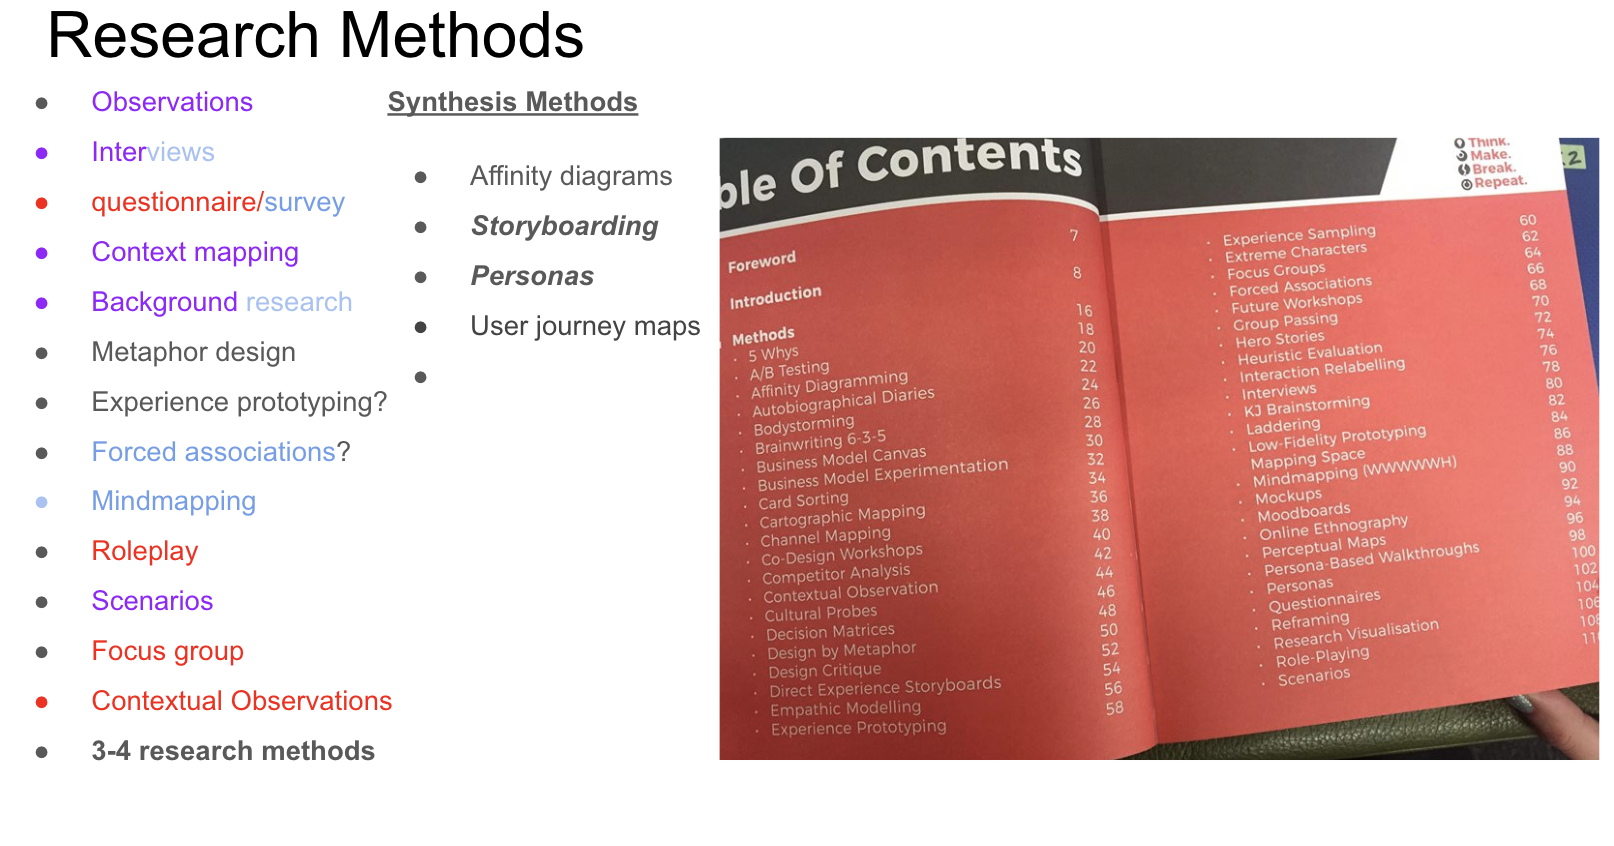 Research Methods
Observations
Interviews
questionnaire/survey
Context mapping
Background research
Metaphor design
Experience prototyping?
Forced associations?
Mindmapping
Roleplay
Scenarios
Focus group
Contextual Observations
3-4 research methods
Synthesis Methods
Affinity diagrams
Storyboarding
Personas
User journey maps
ble Of Contents
Foreword 7
Introduction 8
Methods 16
5 Whys 18
A/B Testing 20
Affinity Diagramming 22
Autobiographical Diaries 24
Bodystorming 26
Brainwriting 6-3-5 28
Business Model Canvas 30
Business Model Experimentation 32
Card Sorting 34
Cartographic Mapping 36
Channel Mapping 38
Co-Design Workshops 40
Competitor Analysis 42
Contextual Observation 44
Cultural Probes 46
Decision Matrices 48
Design by Metaphor 50
Design Critique 52
Direct Experience Storyboards 54
Empathic Modelling 56
Experience Prototyping 58
Think.
Make.
Break.
Repeat.
2
Experience Sampling 60
Extreme Characters 62
Focus Groups 64
Forced Associations 66
Future Workshops 68
Group Passing 70
Hero Stories 72
Heuristic Evaluation 74
Interaction Relabelling 76
Interviews 78
KJ Brainstorming 80
Laddering 82
Low-Fidelity Prototyping 84
Mapping Space 86
Mindmapping (WWWWWH) 88
Mockups 90
Moodboards 92
Online Ethnography 94
Perceptual Maps 96
Persona-Based Walkthroughs 98
Personas 100
Questionnaires 102
Reframing 104
Research Visualisation 106
Role-Playing 108
Scenarios 11